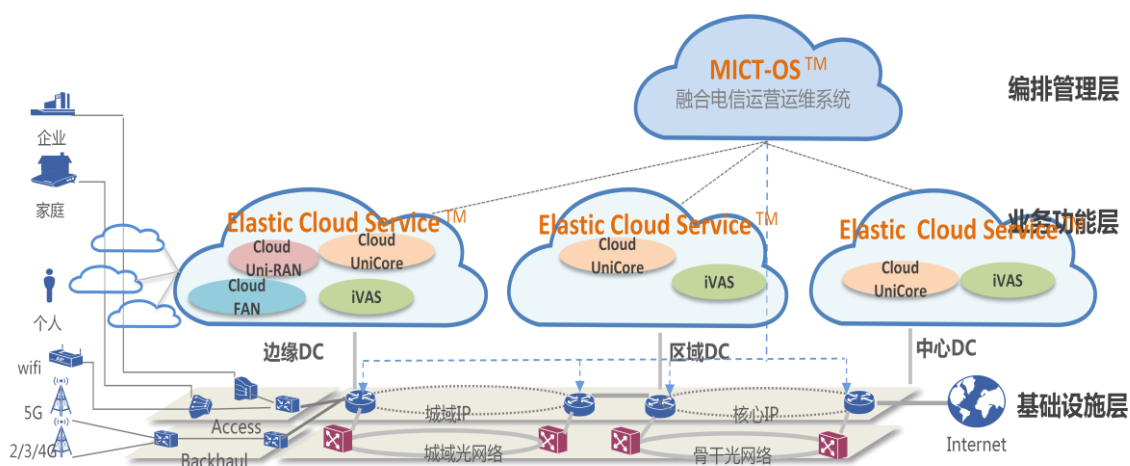 MICT-OS™
融合电信运营运维系统
编排管理层
企业
家庭
个人
wifi
5G
2/3/4G
Elastic Cloud Service™
Cloud
Uni-RAN
Cloud
UniCore
Cloud
FAN
iVAS
边缘DC
Elastic Cloud Service™
Cloud
UniCore
iVAS
区域DC
Elastic Cloud Service™
业务功能层
Cloud
UniCore
iVAS
中心DC
Access
Backhaul
城域IP
核心IP
城域光网络
骨干光网络
Internet
基础设施层